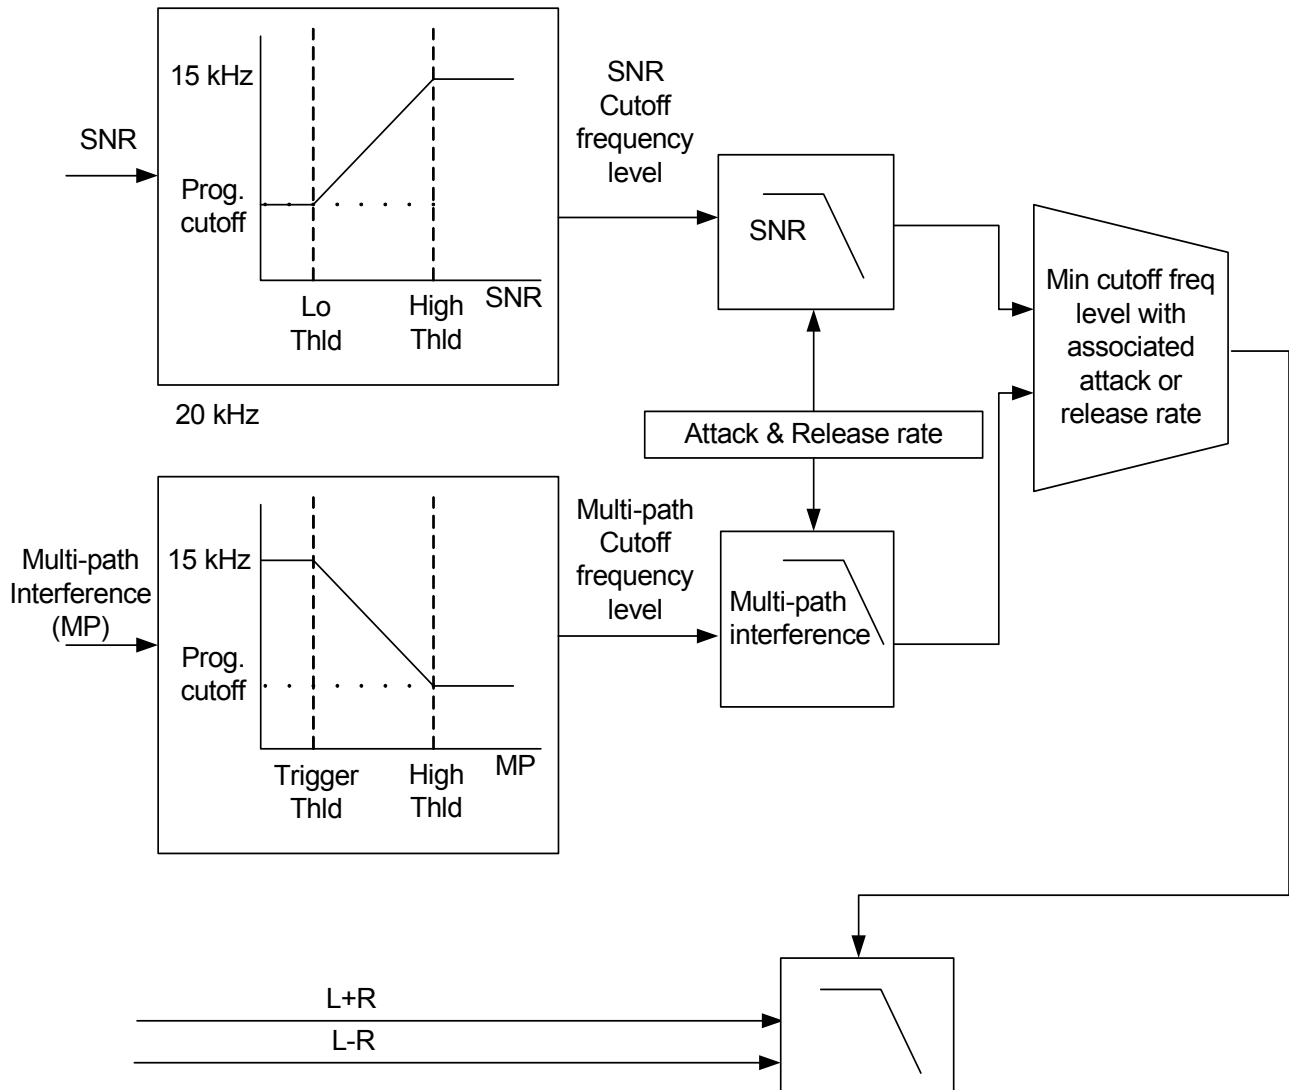 SNR
15 kHz
Prog.
cutoff
Lo
Thld
High
Thld
SNR
20 kHz
SNR
Cutoff
frequency
level
SNR
Attack & Release rate
Min cutoff freq
level with
associated
attack or
release rate
Multi-path
Interference
(MP)
15 kHz
Prog.
cutoff
Trigger
Thld
High
Thld
MP
Multi-path
Cutoff
frequency
level
Multi-path
interference
L+R
L-R